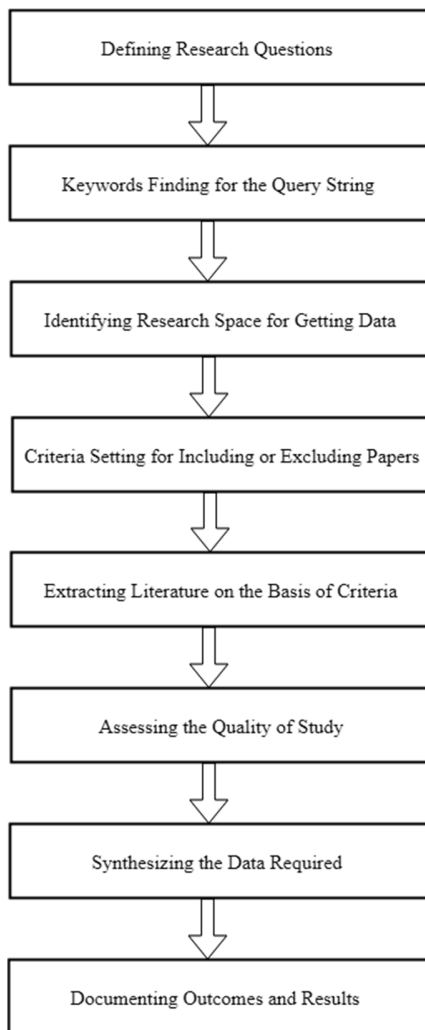 Defining Research Questions
Keywords Finding for the Query String
Identifying Research Space for Getting Data
Criteria Setting for Including or Excluding Papers
Extracting Literature on the Basis of Criteria
Assessing the Quality of Study
Synthesizing the Data Required
Documenting Outcomes and Results